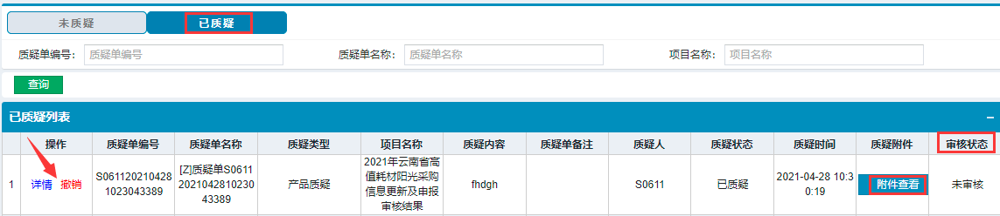 未质疑 已质疑
质疑单编号: 质疑单编号 质疑单名称: 质疑单名称 项目名称: 项目名称
查询
已质疑列表
操作 质疑单编号 质疑单名称 质疑类型 项目名称 质疑内容 质疑单备注 质疑人 质疑状态 质疑时间 质疑附件 审核状态
1 详情 撤销
S061120210428
1023043389
[Z]质疑单S0611
2021042810230
43389
产品质疑
2021年云南省高
值耗材阳光采购
信息更新及申报
审核结果
fhdgh
S0611
已质疑
2021-04-28 10:3
0:19
附件查看
未审核